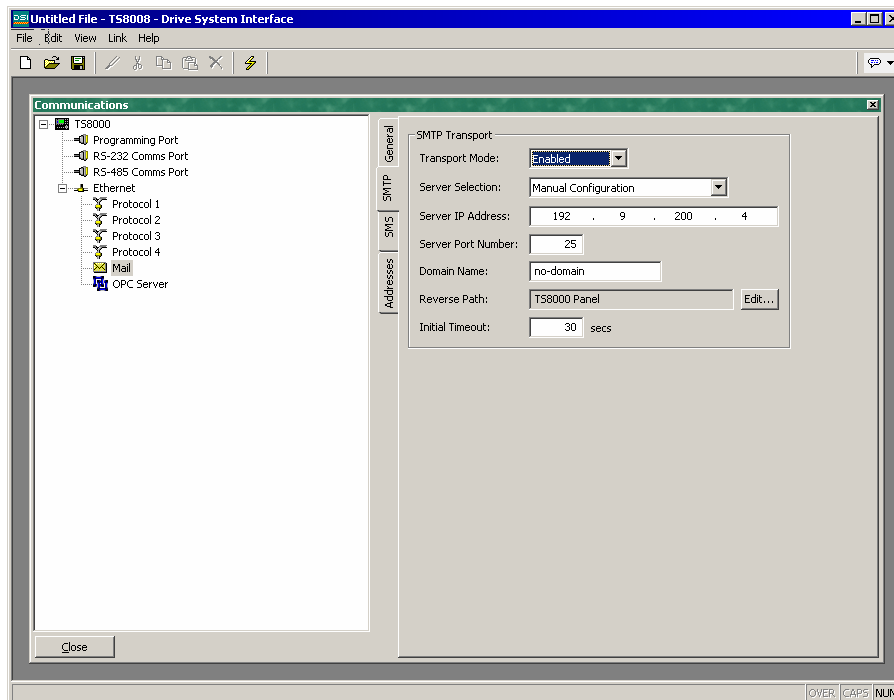 DSI Untitled File - TS8008 - Drive System Interface
File Edit View Link Help
Communications
TS8000
Programming Port
RS-232 Comms Port
RS-485 Comms Port
Ethernet
Protocol 1
Protocol 2
Protocol 3
Protocol 4
Mail
OPC Server
General
SMTP
SMS
Addresses
SMTP Transport
Transport Mode: Enabled
Server Selection: Manual Configuration
Server IP Address: 192 . 9 . 200 . 4
Server Port Number: 25
Domain Name: no-domain
Reverse Path: TS8000 Panel Edit...
Initial Timeout: 30 secs
Close
OVER CAPS NUM